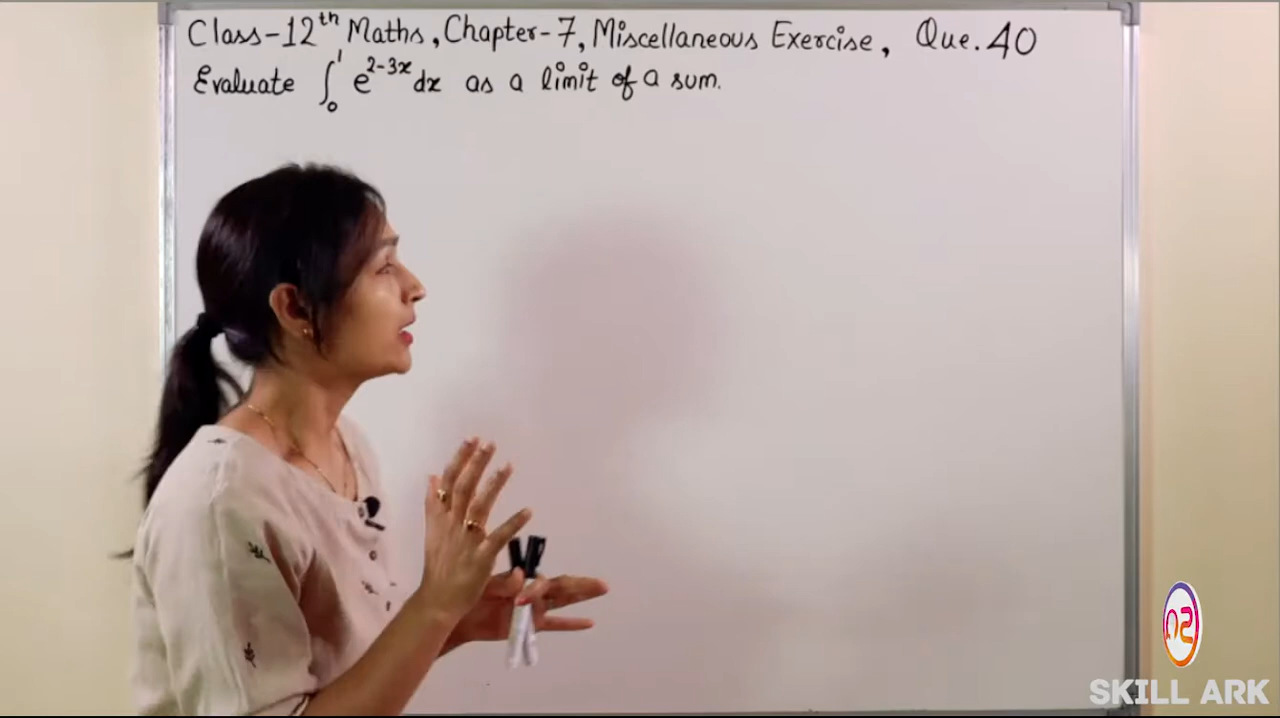 Class-12th Maths, Chapter-7, Miscellaneous Exercise, Que. 40
Evaluate ∫₀¹ e^{2-3x} dx as a limit of a sum.
SKILL ARK